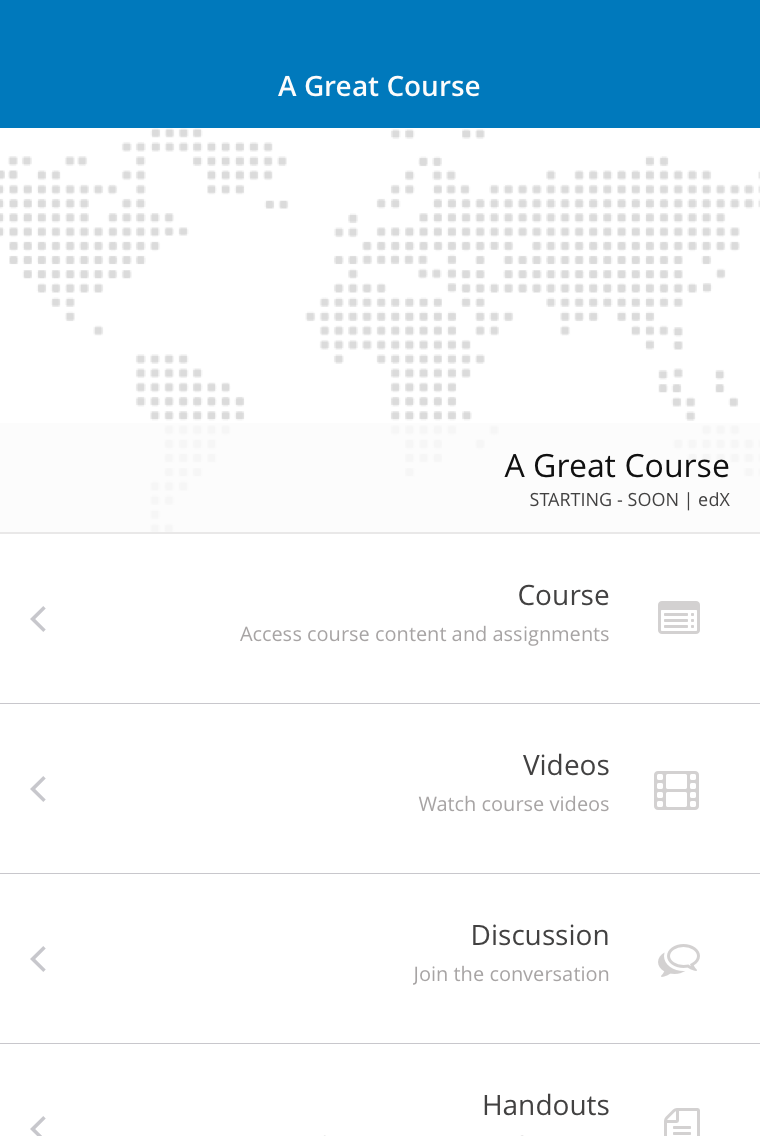 A Great Course
A Great Course
STARTING - SOON | edX
Course
Access course content and assignments
Videos
Watch course videos
Discussion
Join the conversation
Handouts